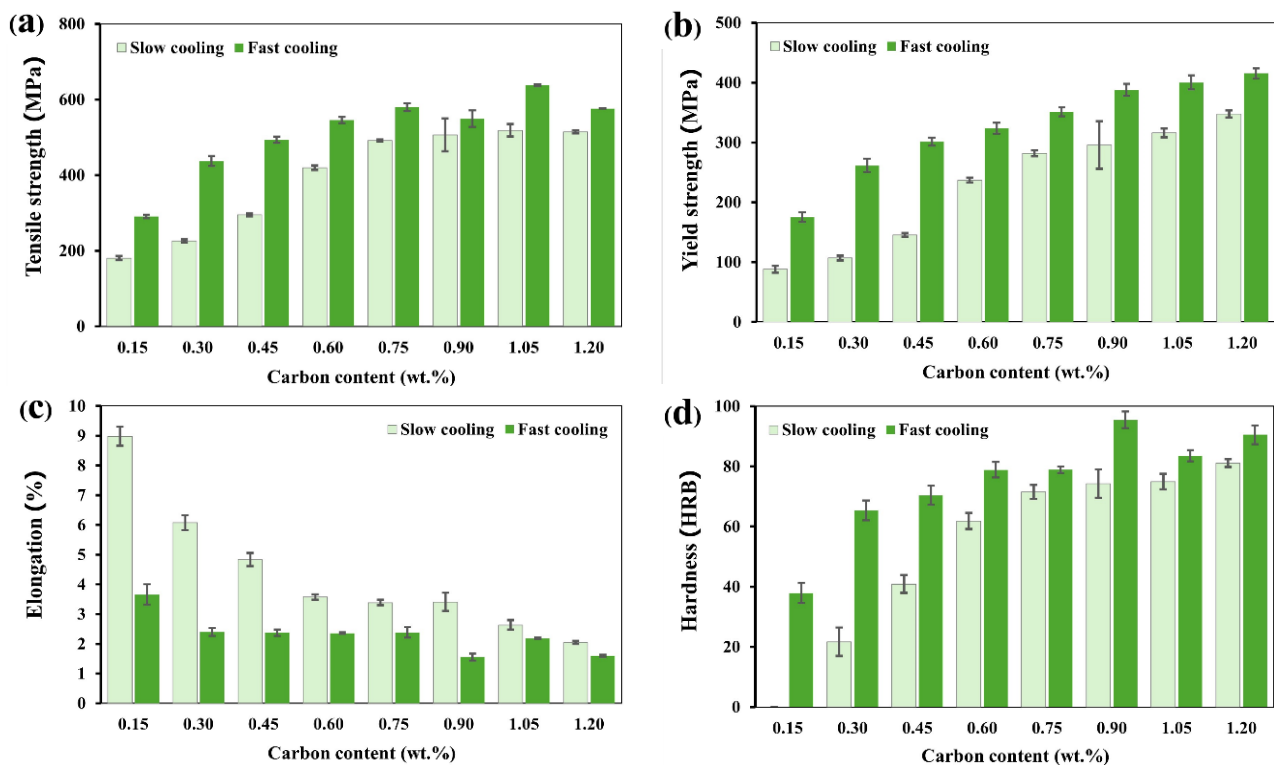 (a)
Tensile strength (MPa)
800
600
400
200
0
Slow cooling
Fast cooling
0.15 0.30 0.45 0.60 0.75 0.90 1.05 1.20
Carbon content (wt.%)
(b)
Yield strength (MPa)
500
400
300
200
100
0
Slow cooling
Fast cooling
0.15 0.30 0.45 0.60 0.75 0.90 1.05 1.20
Carbon content (wt.%)
(c)
Elongation (%)
10
9
8
7
6
5
4
3
2
1
0
Slow cooling
Fast cooling
0.15 0.30 0.45 0.60 0.75 0.90 1.05 1.20
Carbon content (wt.%)
(d)
Hardness (HRB)
100
80
60
40
20
0
Slow cooling
Fast cooling
0.15 0.30 0.45 0.60 0.75 0.90 1.05 1.20
Carbon content (wt.%)